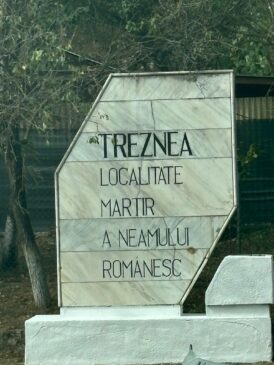 TREZNEA
LOCALITATE
MARTIR
A NEAMULUI
ROMÂNESC